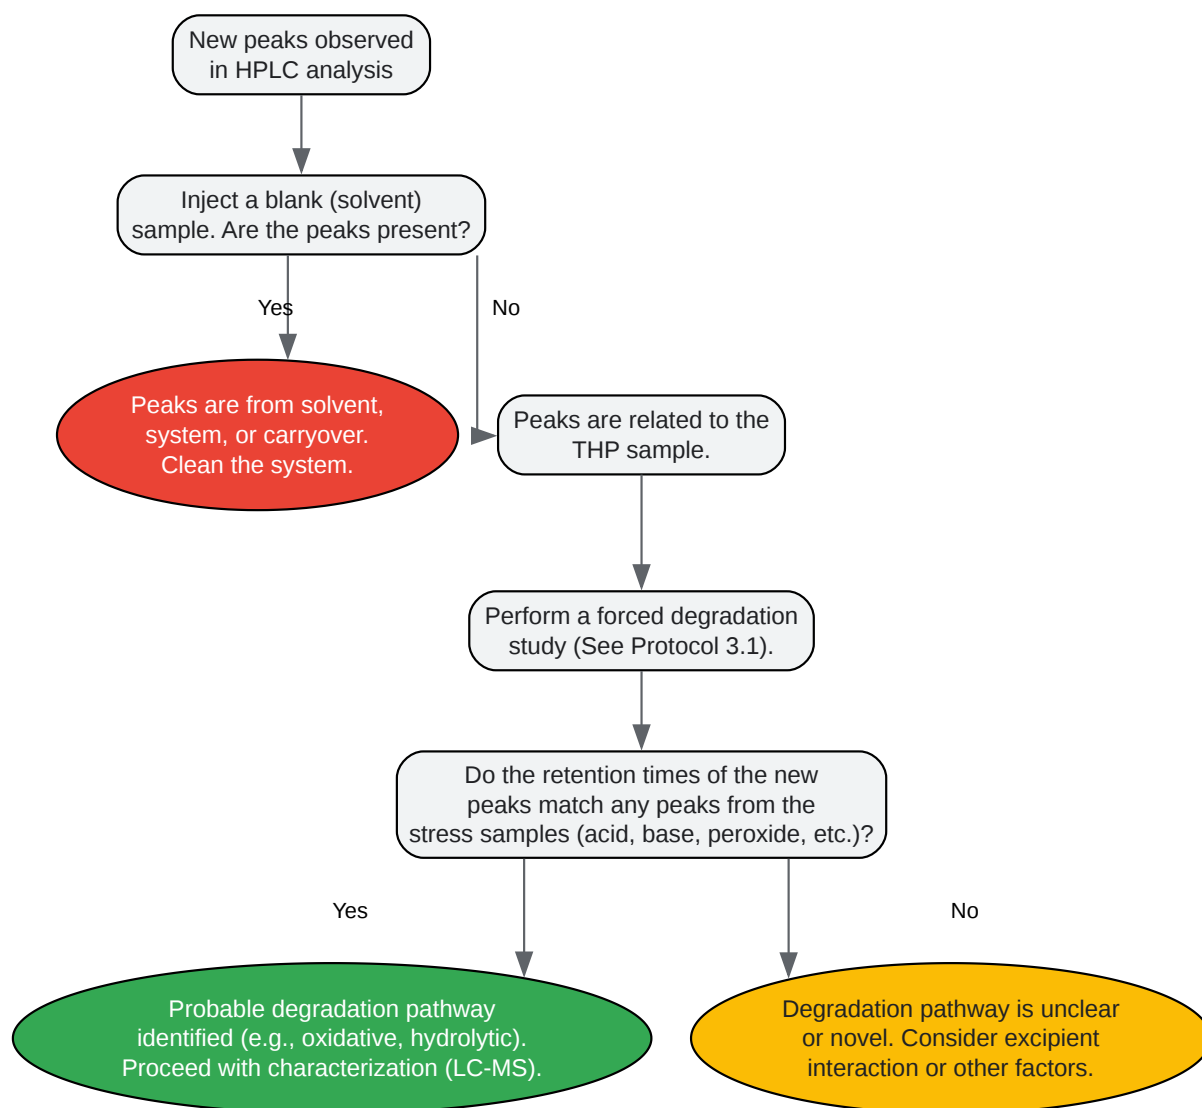 New peaks observed
in HPLC analysis
Inject a blank (solvent)
sample. Are the peaks present?
Yes
No
Peaks are from solvent,
system, or carryover.
Clean the system.
Peaks are related to the
THP sample.
Perform a forced degradation
study (See Protocol 3.1).
Do the retention times of the new
peaks match any peaks from the
stress samples (acid, base, peroxide, etc.)?
Yes
No
Probable degradation pathway
identified (e.g., oxidative, hydrolytic).
Proceed with characterization (LC-MS).
Degradation pathway is unclear
or novel. Consider excipient
interaction or other factors.